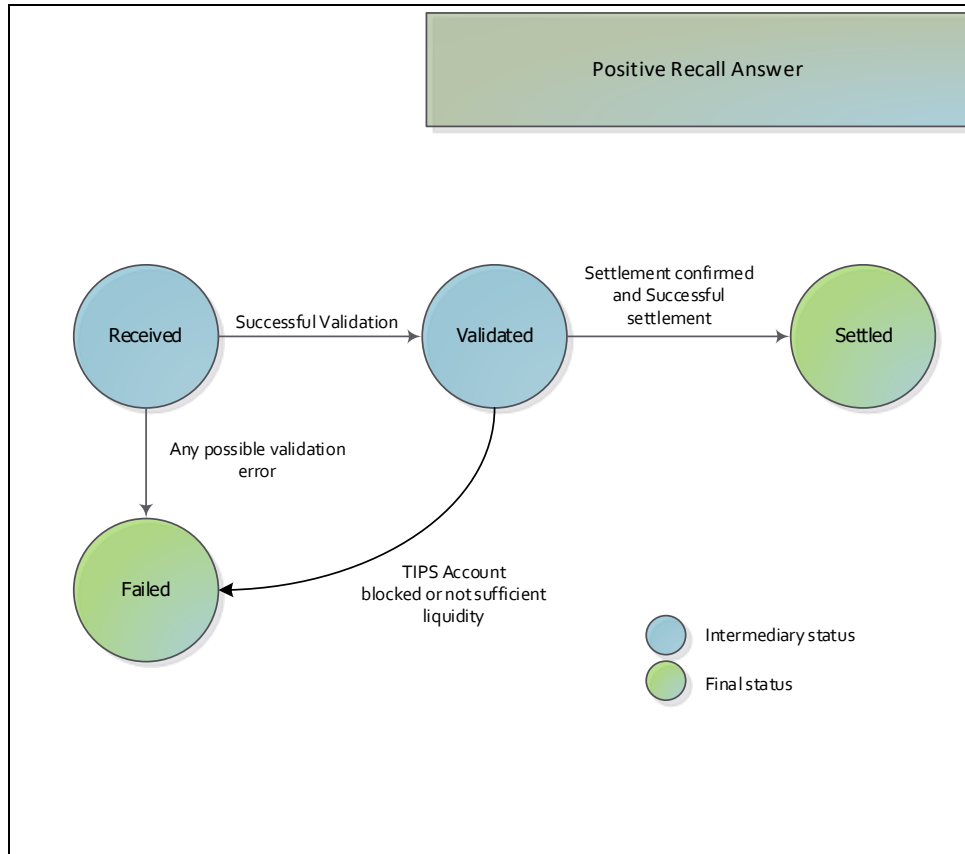 Positive Recall Answer
Settlement confirmed
and Successful
settlement
Received
Successful Validation
Validated
Settled
Any possible validation
error
Failed
TIPS Account
blocked or not sufficient
liquidity
Intermediary status
Final status